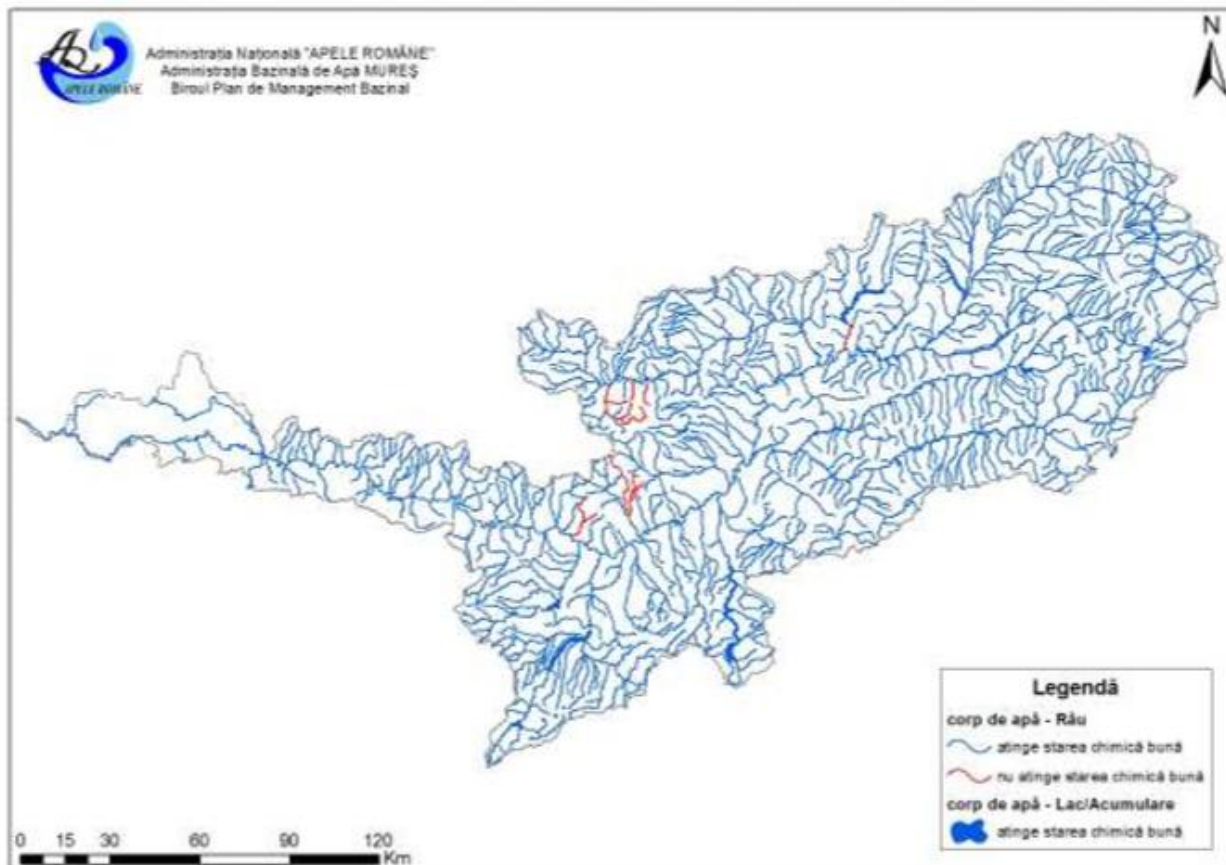 Administrația Națională "APELE ROMÂNE"
Administrația Bazinală de Apă MUREȘ
Biroul Plan de Management Bazinal
APELE ROMÂNE
N
Legendă
corp de apă - Râu
atinge starea chimică bună
nu atinge starea chimică bună
corp de apă - Lac/Acumulare
atinge starea chimică bună
0 15 30 60 90 120
Km